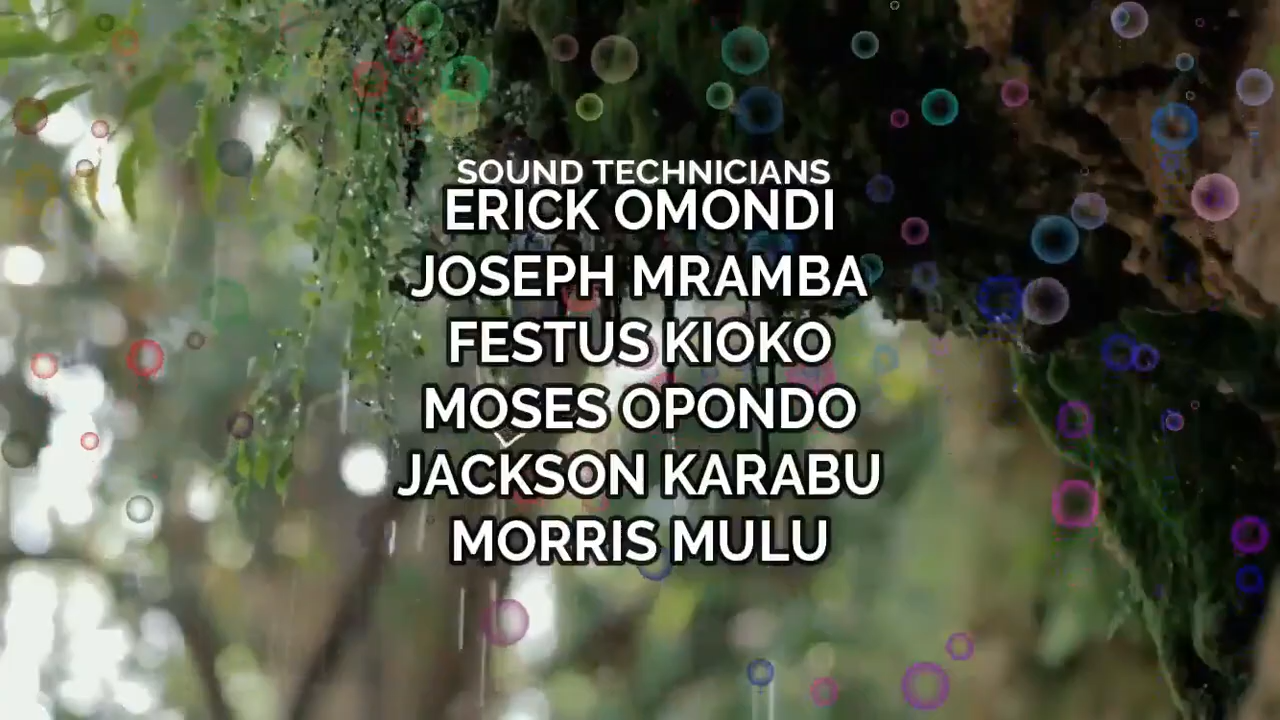 SOUND TECHNICIANS
ERICK OMONDI
JOSEPH MRAMBA
FESTUS KIOKO
MOSES OPONDO
JACKSON KARABU
MORRIS MULU